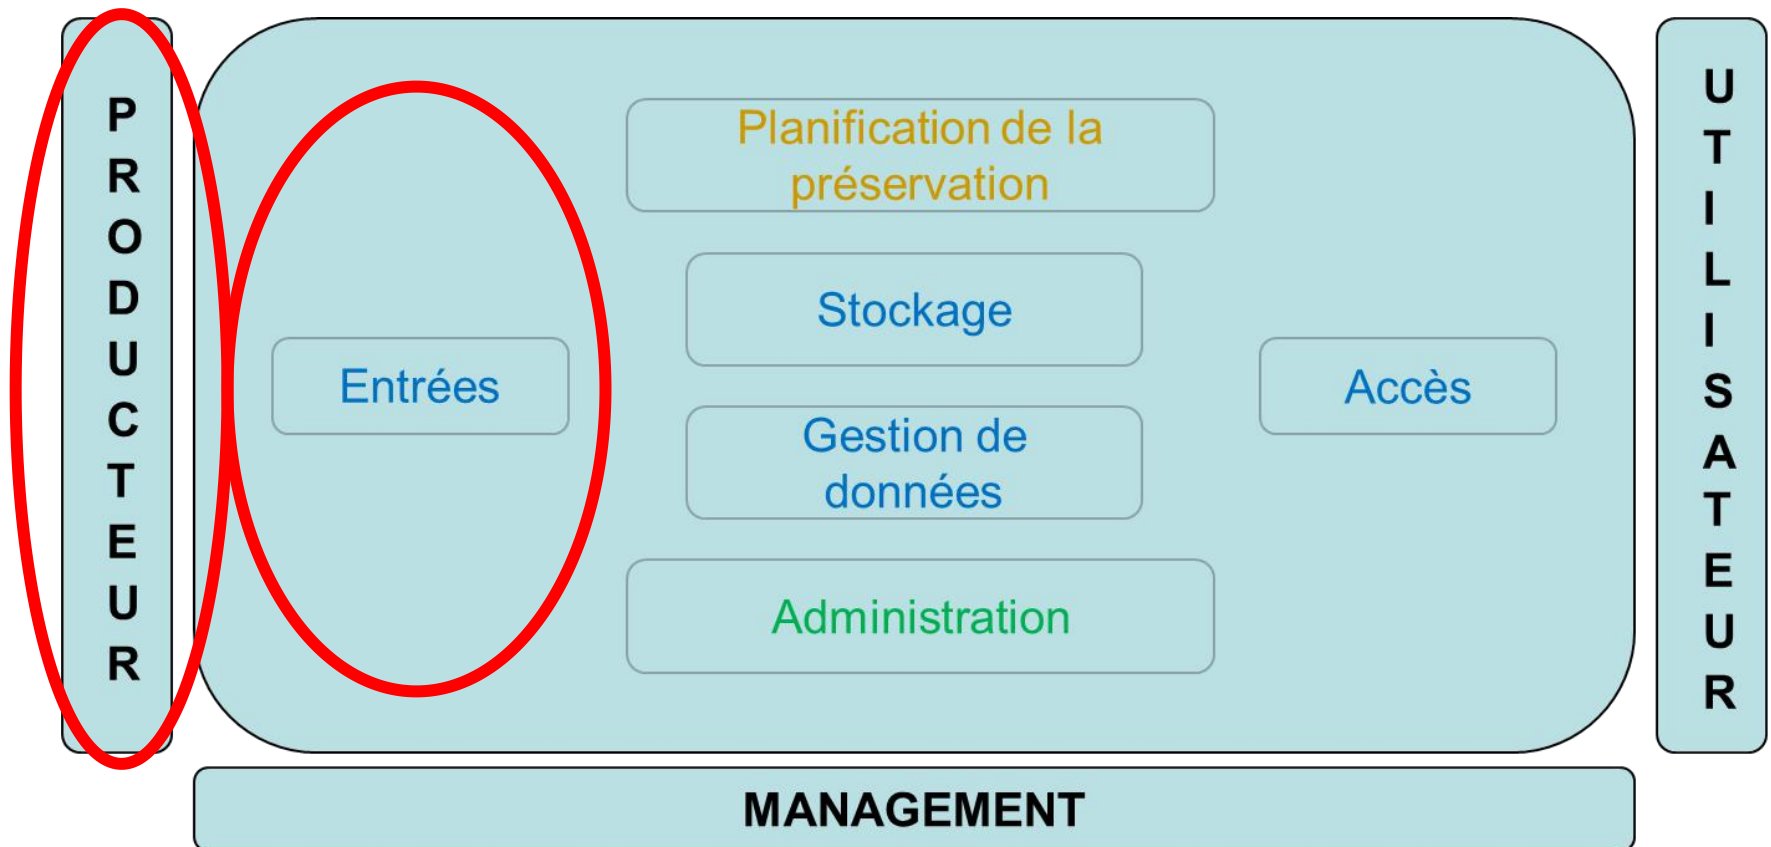 PRODUCTEUR
Planification de la
préservation
Stockage
Entrées
Gestion de
données
Administration
Accès
UTILISATEUR
MANAGEMENT